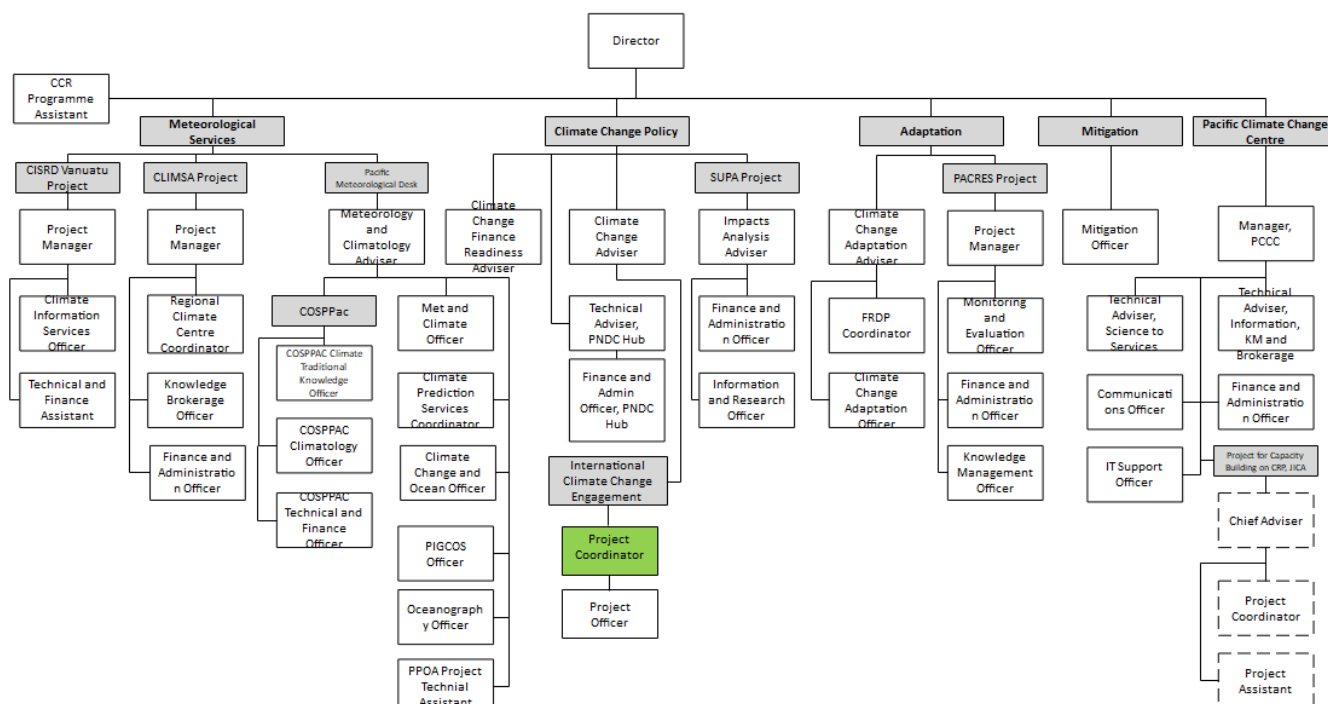 Director
CCR
Programme
Assistant
Meteorological
Services
Climate Change Policy
Adaptation
Mitigation
Pacific Climate Change
Centre
CISRD Vanuatu
Project
CLIMSA Project
Pacific
Meteorological Desk
SUPA Project
PACRES Project
Project
Manager
Project
Manager
Meteorology
and
Climatology
Adviser
Climate
Change
Finance
Readiness
Adviser
Climate
Change
Adviser
Impacts
Analysis
Adviser
Climate
Change
Adaptation
Adviser
Project
Manager
Mitigation
Officer
Manager,
PCCC
Climate
Information
Services
Officer
Regional
Climate
Centre
Coordinator
COSPPac
Met and
Climate
Officer
Technical
Adviser,
PNDC Hub
Finance and
Administratio
n Officer
FRDP
Coordinator
Monitoring
and
Evaluation
Officer
Technical
Adviser,
Science to
Services
Technical
Adviser,
Information,
KM and
Brokerage
Technical and
Finance
Assistant
Knowledge
Brokerage
Officer
COSPPAC Climate
Traditional
Knowledge
Officer
Climate
Prediction
Services
Coordinator
Finance and
Admin
Officer, PNDC
Hub
Information
and Research
Officer
Climate
Change
Adaptation
Officer
Finance and
Administratio
n Officer
Communicati
ons Officer
Finance and
Administratio
n Officer
Finance and
Administratio
n Officer
COSPPAC
Climatology
Officer
Climate
Change and
Ocean Officer
International
Climate Change
Engagement
Knowledge
Management
Officer
IT Support
Officer
Project for Capacity
Building on CRP, JICA
COSPPAC
Technical and
Finance
Officer
PIGCOS
Officer
Project
Coordinator
Chief Adviser
Oceanograph
y Officer
Project
Officer
Project
Coordinator
PPOA Project
Technial
Assistant
Project
Assistant